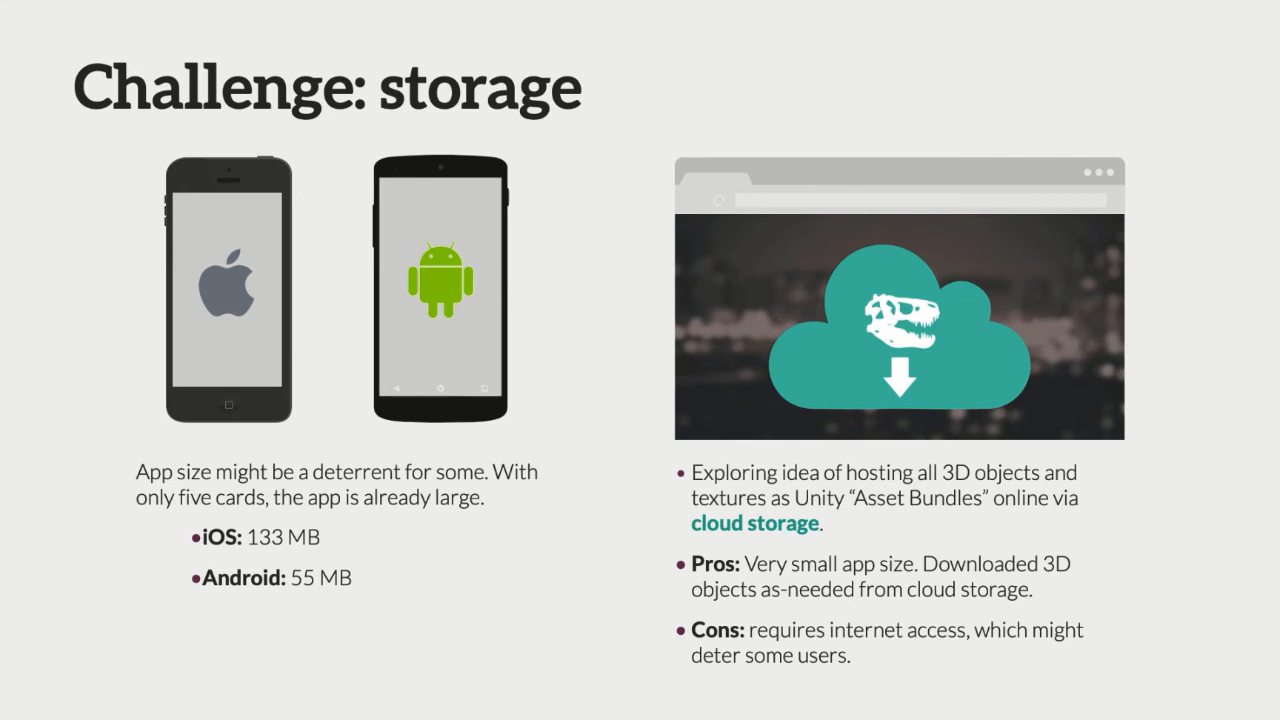 Challenge: storage
App size might be a deterrent for some. With
only five cards, the app is already large.
•iOS: 133 MB
•Android: 55 MB
• Exploring idea of hosting all 3D objects and
textures as Unity “Asset Bundles” online via
cloud storage.
• Pros: Very small app size. Downloaded 3D
objects as-needed from cloud storage.
• Cons: requires internet access, which might
deter some users.